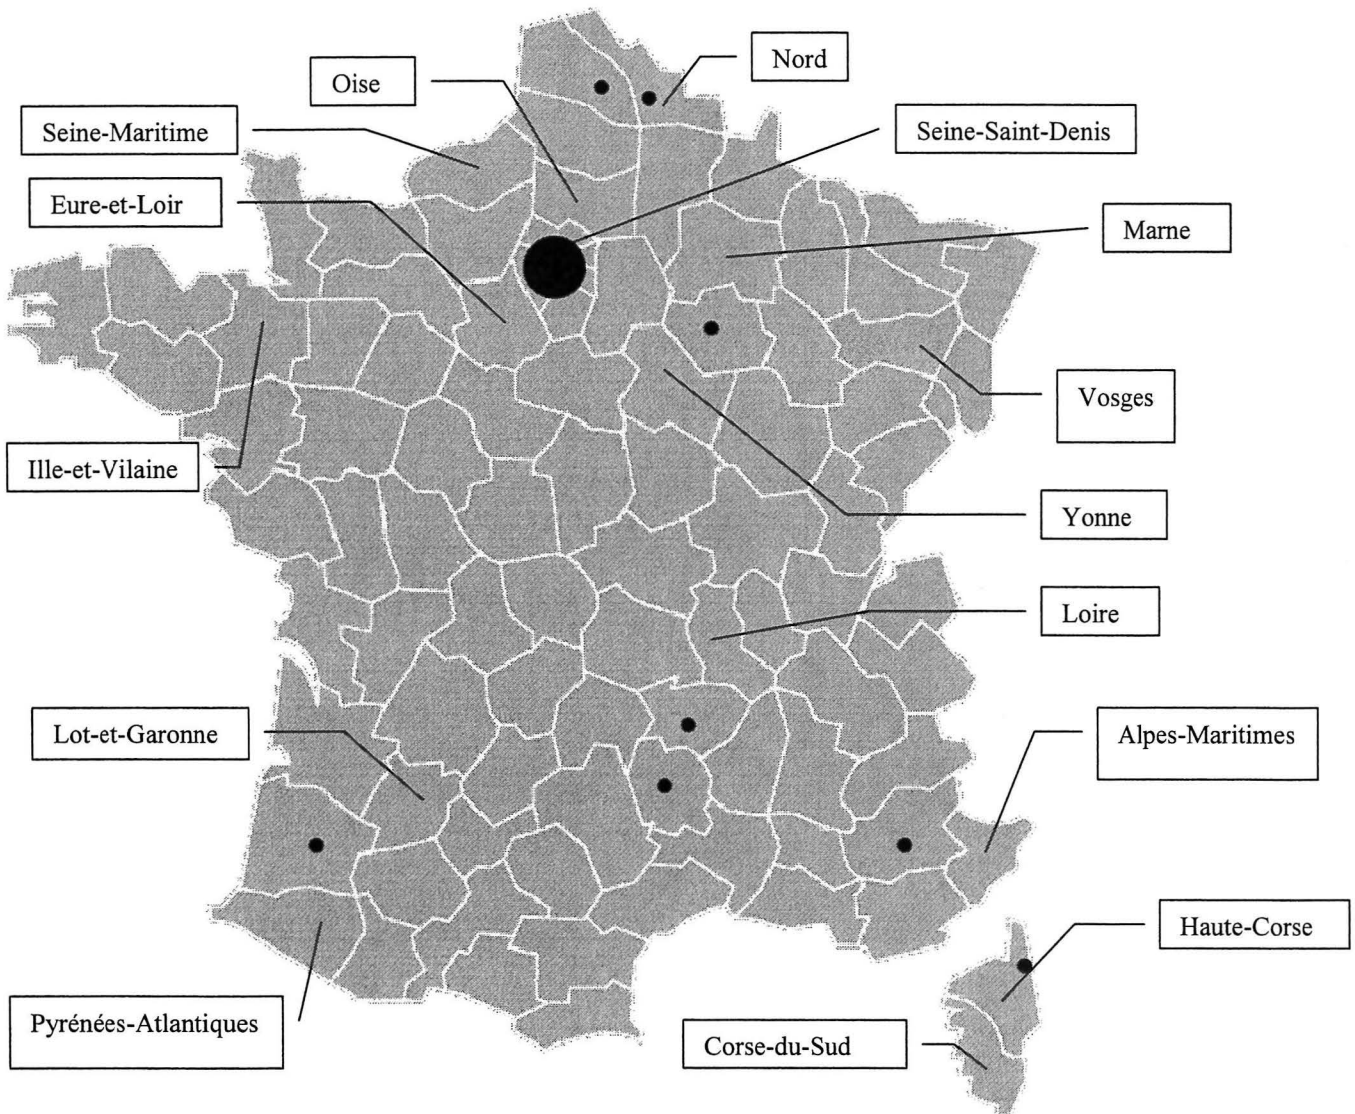 Nord
Oise
Seine-Maritime
Seine-Saint-Denis
Eure-et-Loir
Marne
Vosges
Ille-et-Vilaine
Yonne
Loire
Lot-et-Garonne
Alpes-Maritimes
Haute-Corse
Pyrénées-Atlantiques
Corse-du-Sud